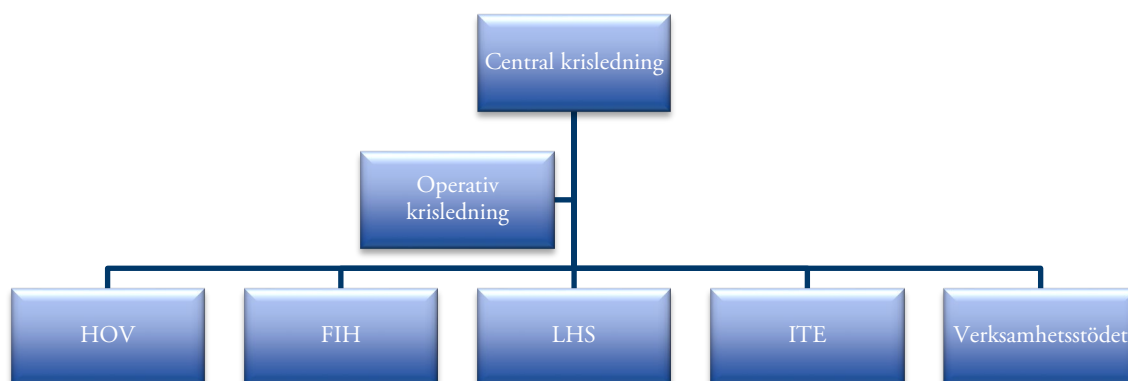 Central krisledning
Operativ
krisledning
HOV
FIH
LHS
ITE
Verksamhetsstödet